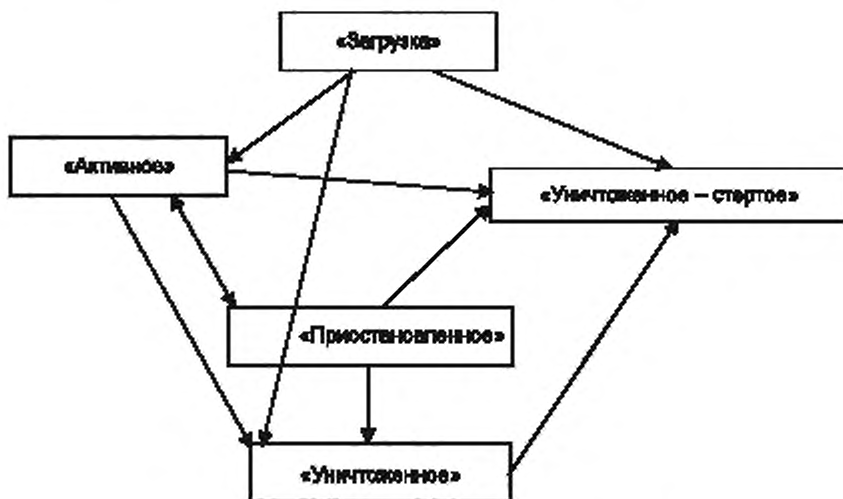 «Загрузка»
«Активное»
«Уничтоженное – стертое»
«Приостановленное»
«Уничтоженное»